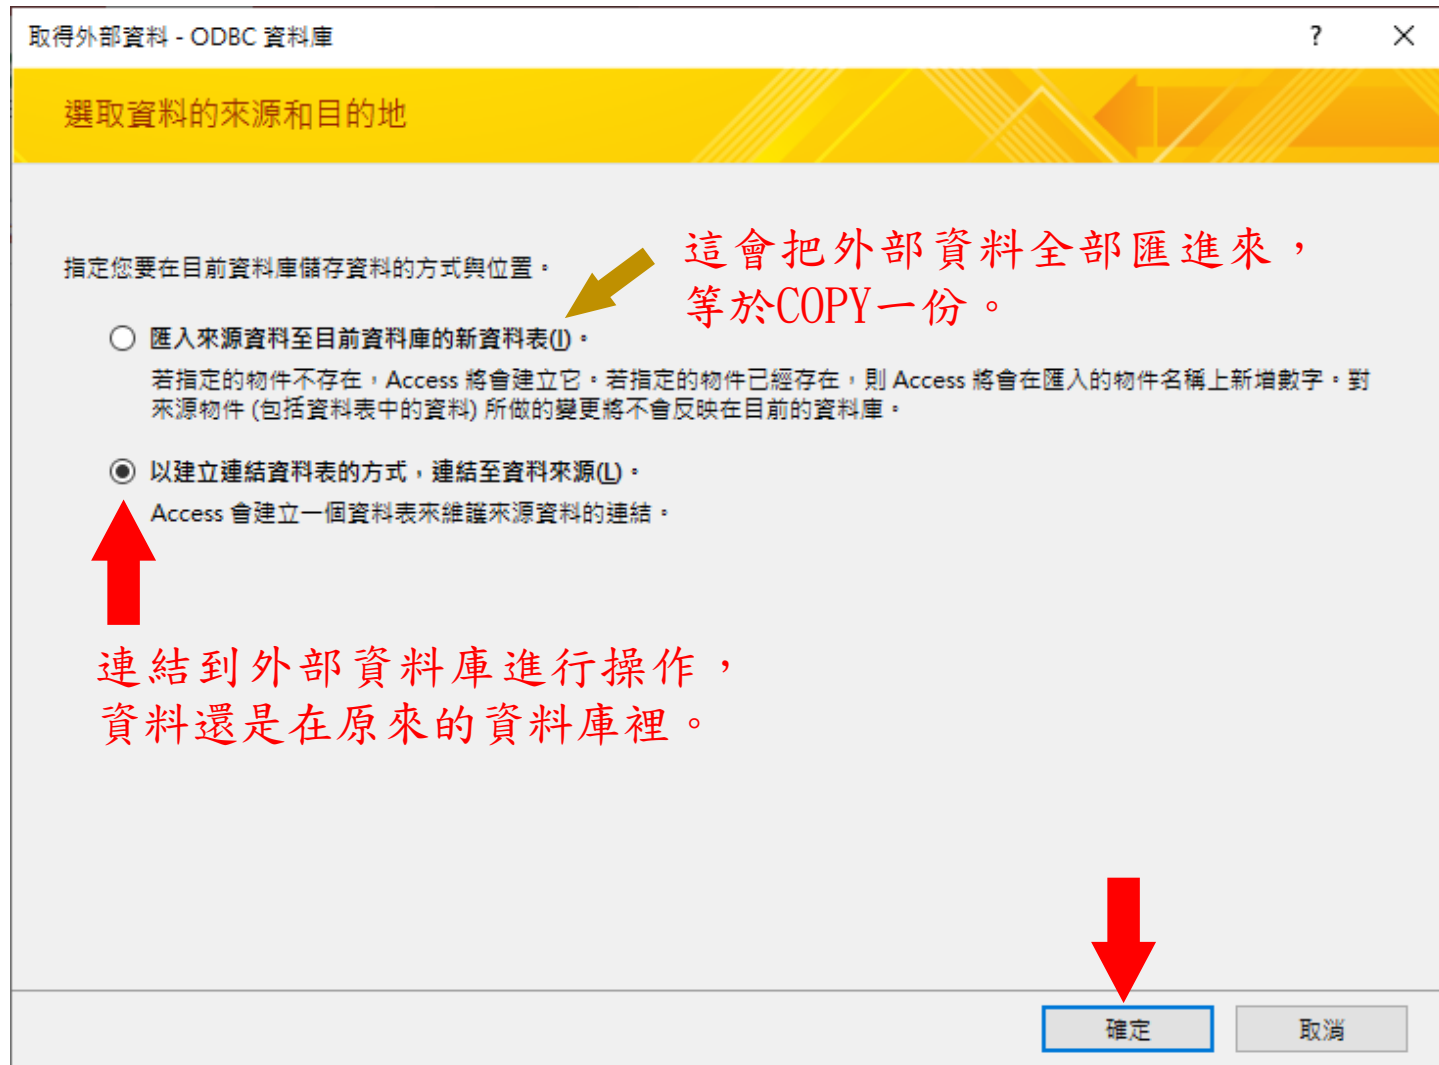 取得外部資料 - ODBC 資料庫
?
選取資料的來源和目的地
這會把外部資料全部匯進來，
等於COPY一份。
指定您要在目前資料庫儲存資料的方式與位置。
匯入來源資料至目前資料庫的新資料表(I)。
若指定的物件不存在，Access 將會建立它。若指定的物件已經存在，則 Access 將會在匯入的物件名稱上新增數字。對
來源物件 (包括資料表中的資料) 所做的變更將不會反映在目前的資料庫。
以建立連結資料表的方式，連結至資料來源(L)。
Access 會建立一個資料表來維護來源資料的連結。
連結到外部資料庫進行操作，
資料還是在原來的資料庫裡。
確定
取消